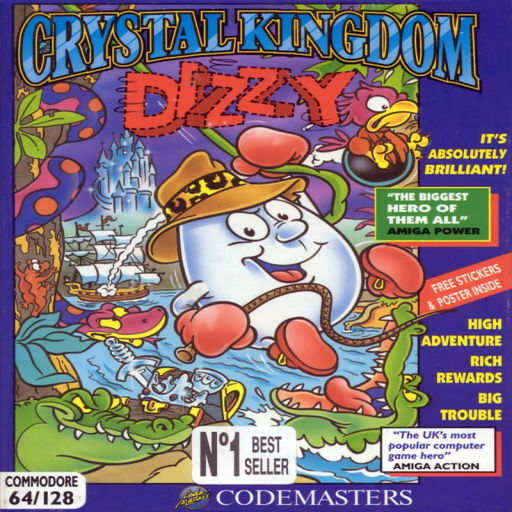 CRYSTAL KINGDOM
DIZZY
IT'S
ABSOLUTELY
BRILLIANT!
"THE BIGGEST
HERO OF
THEM ALL"
AMIGA POWER
FREE STICKERS
& POSTER INSIDE
HIGH
ADVENTURE
RICH
REWARDS
BIG
TROUBLE
"The UK's most
popular computer
game hero"
AMIGA ACTION
Nº1 BEST
SELLER
COMMODORE
64/128
Code
Masters
CODEMASTERS